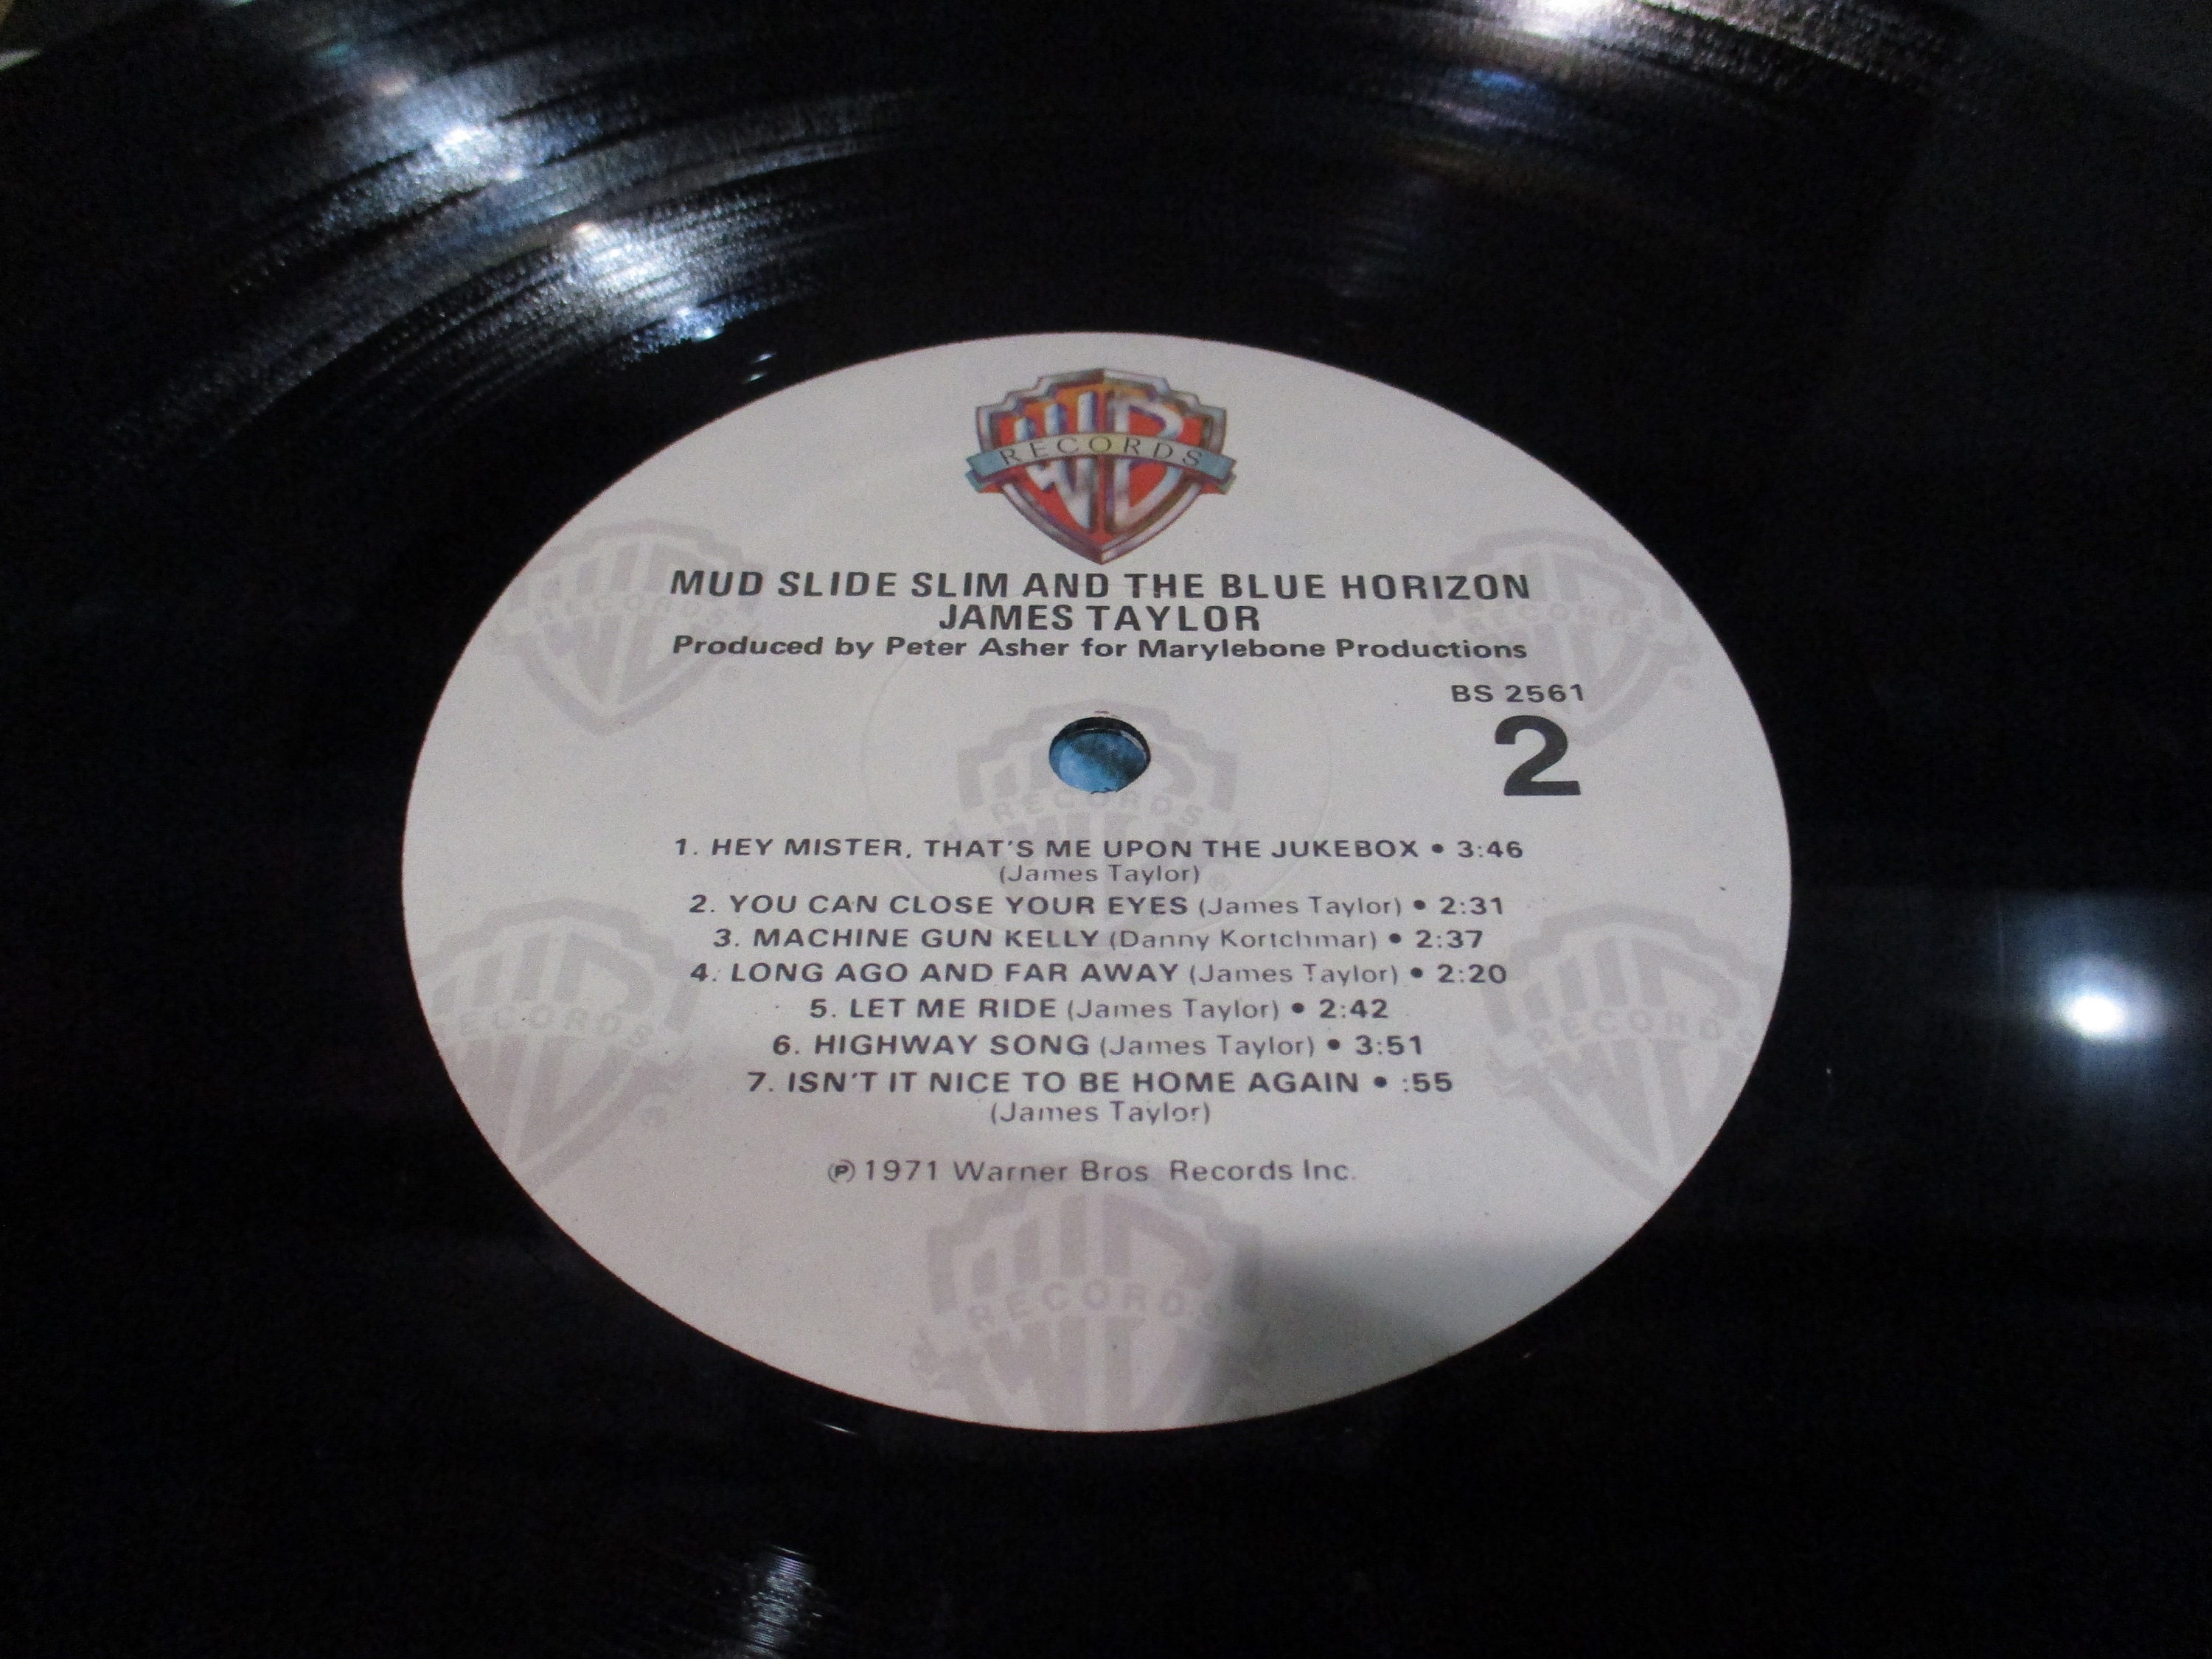 WB
RECORDS
MUD SLIDE SLIM AND THE BLUE HORIZON
JAMES TAYLOR
Produced by Peter Asher for Marylebone Productions
BS 2561
2
1. HEY MISTER, THAT'S ME UPON THE JUKEBOX • 3:46
(James Taylor)
2. YOU CAN CLOSE YOUR EYES (James Taylor) • 2:31
3. MACHINE GUN KELLY (Danny Kortchmar) • 2:37
4. LONG AGO AND FAR AWAY (James Taylor) • 2:20
5. LET ME RIDE (James Taylor) • 2:42
6. HIGHWAY SONG (James Taylor) • 3:51
7. ISN'T IT NICE TO BE HOME AGAIN • :55
(James Taylor)
℗ 1971 Warner Bros. Records Inc.